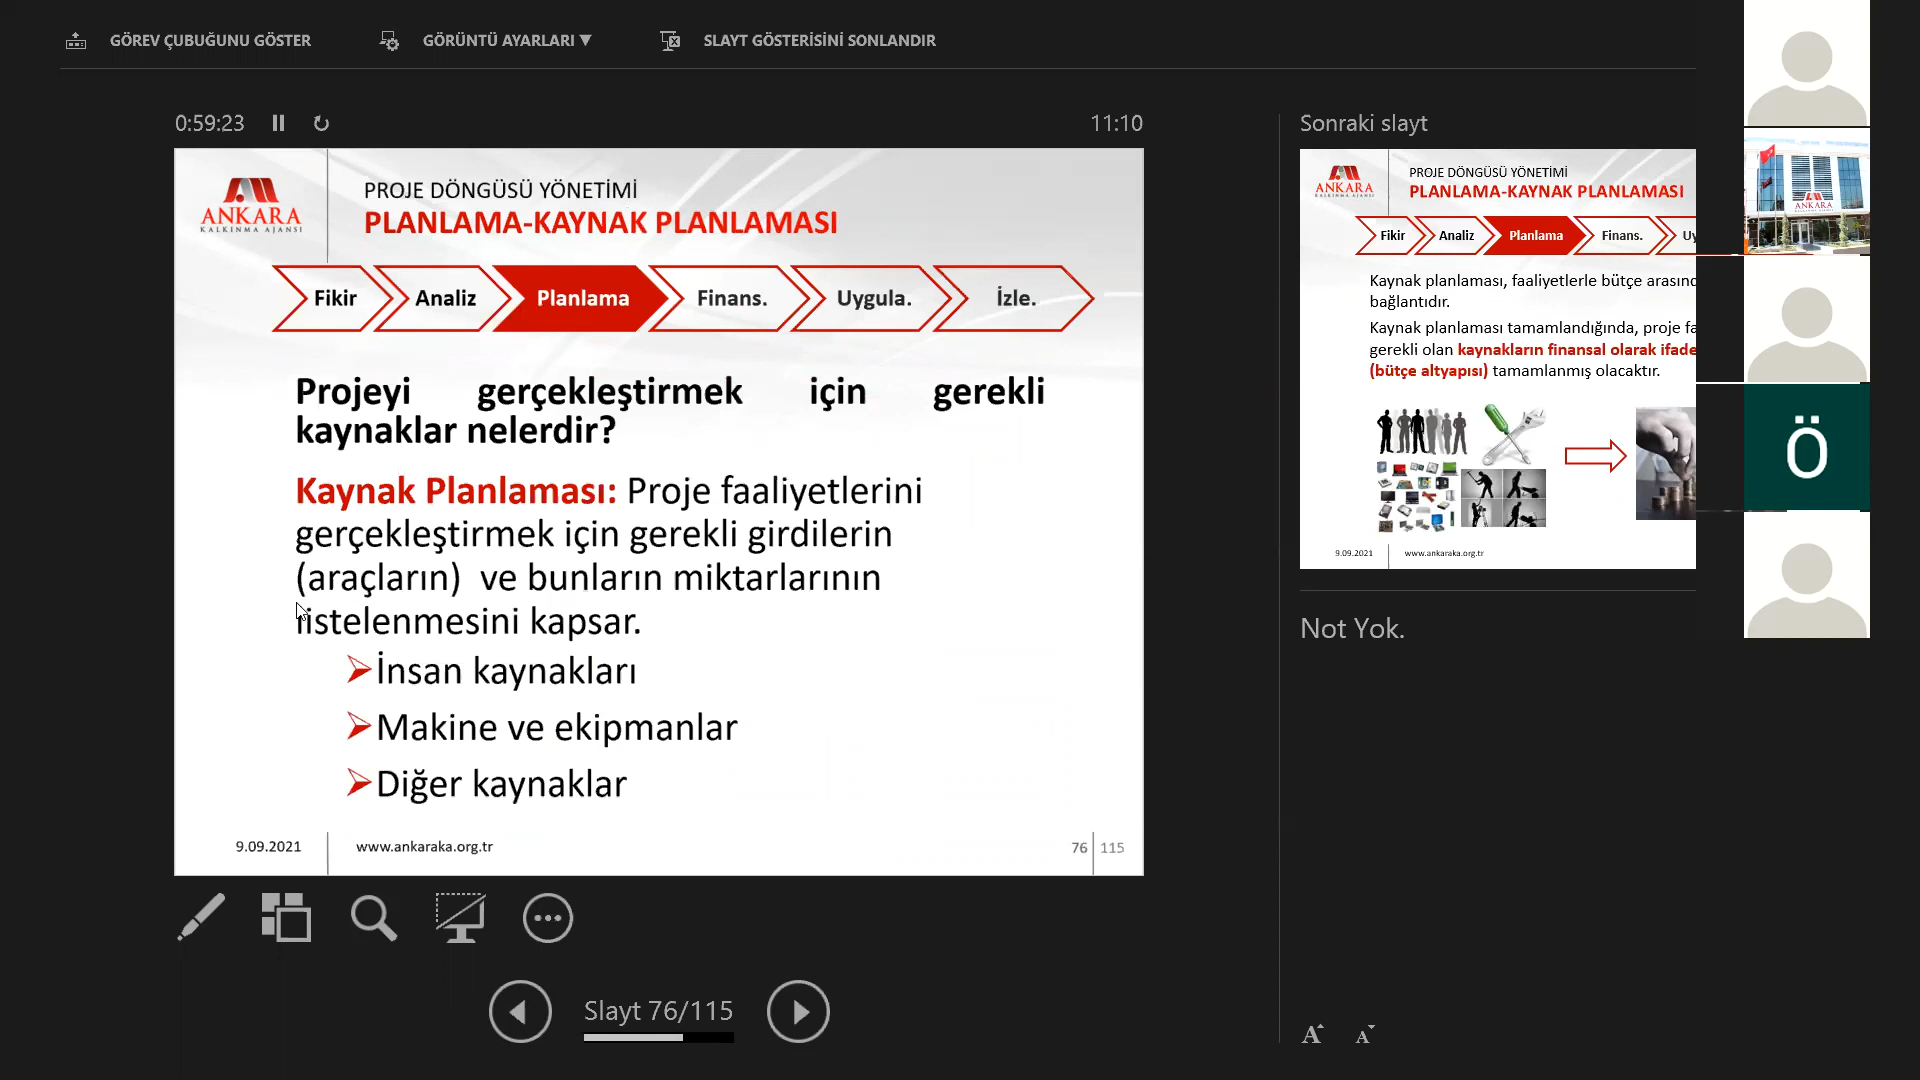 GÖREV ÇUBUĞUNU GÖSTER
GÖRÜNTÜ AYARLARI ▼
SLAYT GÖSTERİSİNİ SONLANDIR
0:59:23
11:10
ANKARA
KALKINMA AJANSI
PROJE DÖNGÜSÜ YÖNETİMİ
PLANLAMA-KAYNAK PLANLAMASI
Fikir
Analiz
Planlama
Finans.
Uygula.
İzle.
Projeyi gerçekleştirmek için gerekli
kaynaklar nelerdir?
Kaynak Planlaması: Proje faaliyetlerini
gerçekleştirmek için gerekli girdilerin
(araçların) ve bunların miktarlarının
listelenmesini kapsar.
İnsan kaynakları
Makine ve ekipmanlar
Diğer kaynaklar
9.09.2021
www.ankaraka.org.tr
76
115
Slayt 76/115
Sonraki slayt
ANKARA
KALKINMA AJANSI
PROJE DÖNGÜSÜ YÖNETİMİ
PLANLAMA-KAYNAK PLANLAMASI
Fikir
Analiz
Planlama
Finans.
Uy
Kaynak planlaması, faaliyetlerle bütçe arasınd
bağlantıdır.
Kaynak planlaması tamamlandığında, proje fa
gerekli olan kaynakların finansal olarak ifade
(bütçe altyapısı) tamamlanmış olacaktır.
9.09.2021
www.ankaraka.org.tr
Not Yok.
A
A
ANKARA
Ö